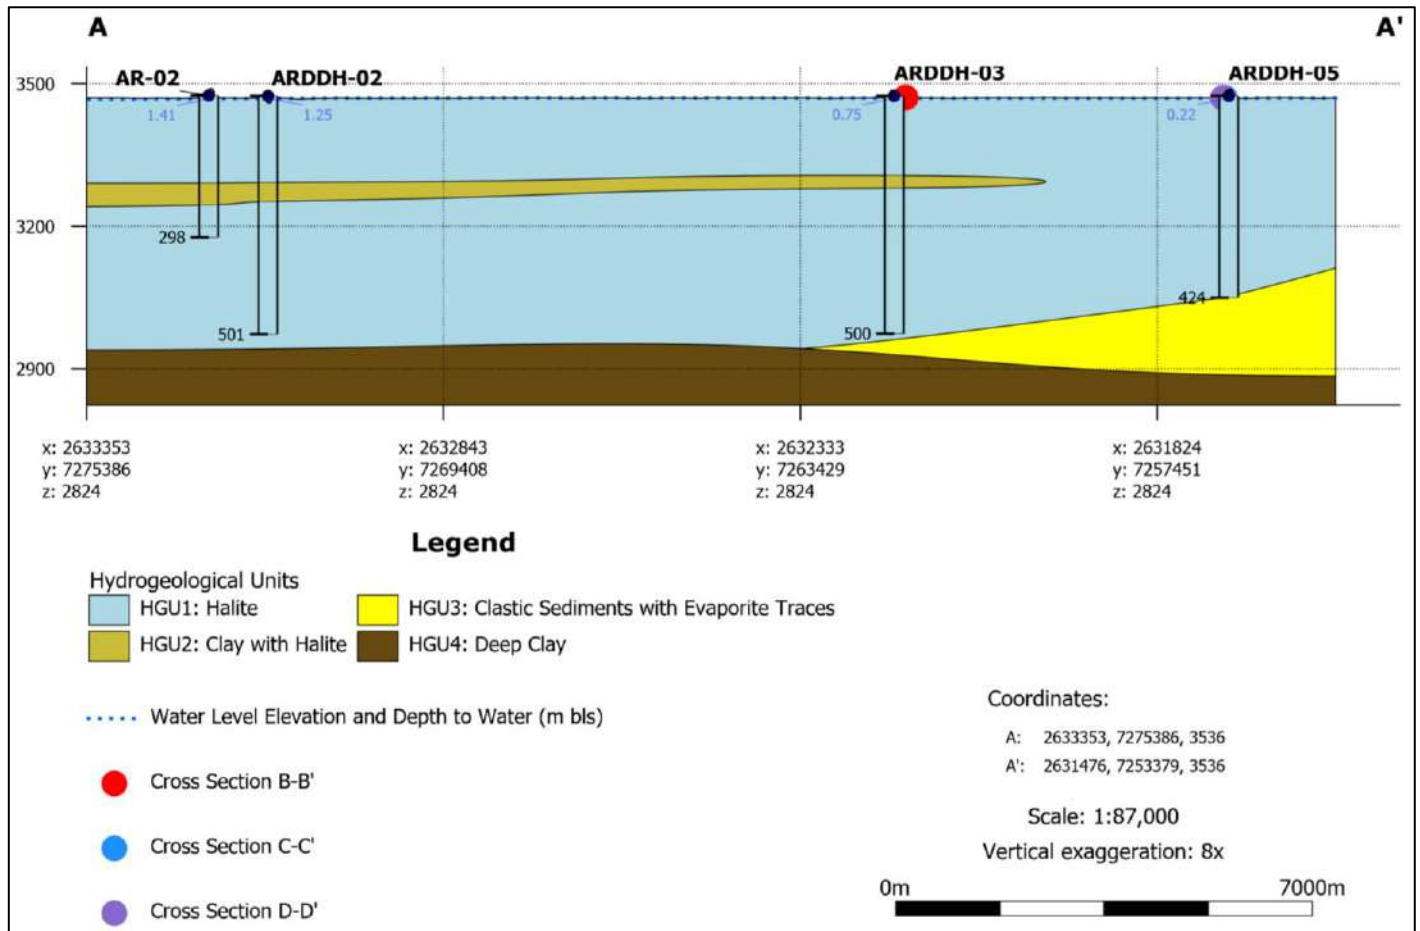 A A'
AR-02 ARDDH-02 ARDDH-03 ARDDH-05
3500
1.41 1.25 0.75 0.22
3200
298
424
501 500
2900
x: 2633353 x: 2632843 x: 2632333 x: 2631824
y: 7275386 y: 7269408 y: 7263429 y: 7257451
z: 2824 z: 2824 z: 2824 z: 2824
Legend
Hydrogeological Units
HGU1: Halite HGU3: Clastic Sediments with Evaporite Traces
HGU2: Clay with Halite HGU4: Deep Clay
Water Level Elevation and Depth to Water (m bls)
Cross Section B-B'
Cross Section C-C'
Cross Section D-D'
Coordinates:
A: 2633353, 7275386, 3536
A': 2631476, 7253379, 3536
Scale: 1:87,000
Vertical exaggeration: 8x
0m 7000m